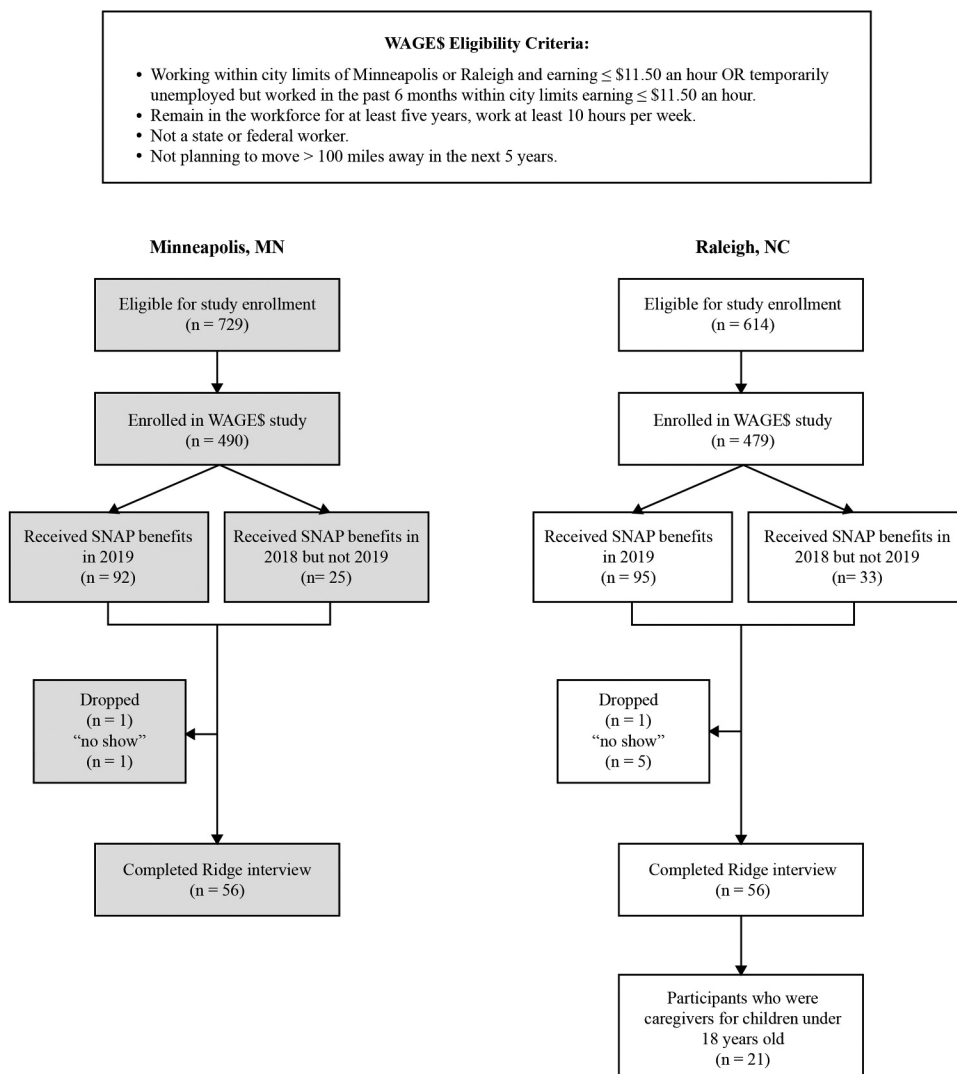 WAGE$ Eligibility Criteria:
• Working within city limits of Minneapolis or Raleigh and earning ≤ $11.50 an hour OR temporarily
unemployed but worked in the past 6 months within city limits earning ≤ $11.50 an hour.
• Remain in the workforce for at least five years, work at least 10 hours per week.
• Not a state or federal worker.
• Not planning to move > 100 miles away in the next 5 years.
Minneapolis, MN
Eligible for study enrollment
(n = 729)
Enrolled in WAGE$ study
(n = 490)
Received SNAP benefits
in 2019
(n = 92)
Received SNAP benefits in
2018 but not 2019
(n= 25)
Dropped
(n = 1)
“no show”
(n = 1)
Completed Ridge interview
(n = 56)
Raleigh, NC
Eligible for study enrollment
(n = 614)
Enrolled in WAGE$ study
(n = 479)
Received SNAP benefits
in 2019
(n = 95)
Received SNAP benefits in
2018 but not 2019
(n= 33)
Dropped
(n = 1)
“no show”
(n = 5)
Completed Ridge interview
(n = 56)
Participants who were
caregivers for children under
18 years old
(n = 21)